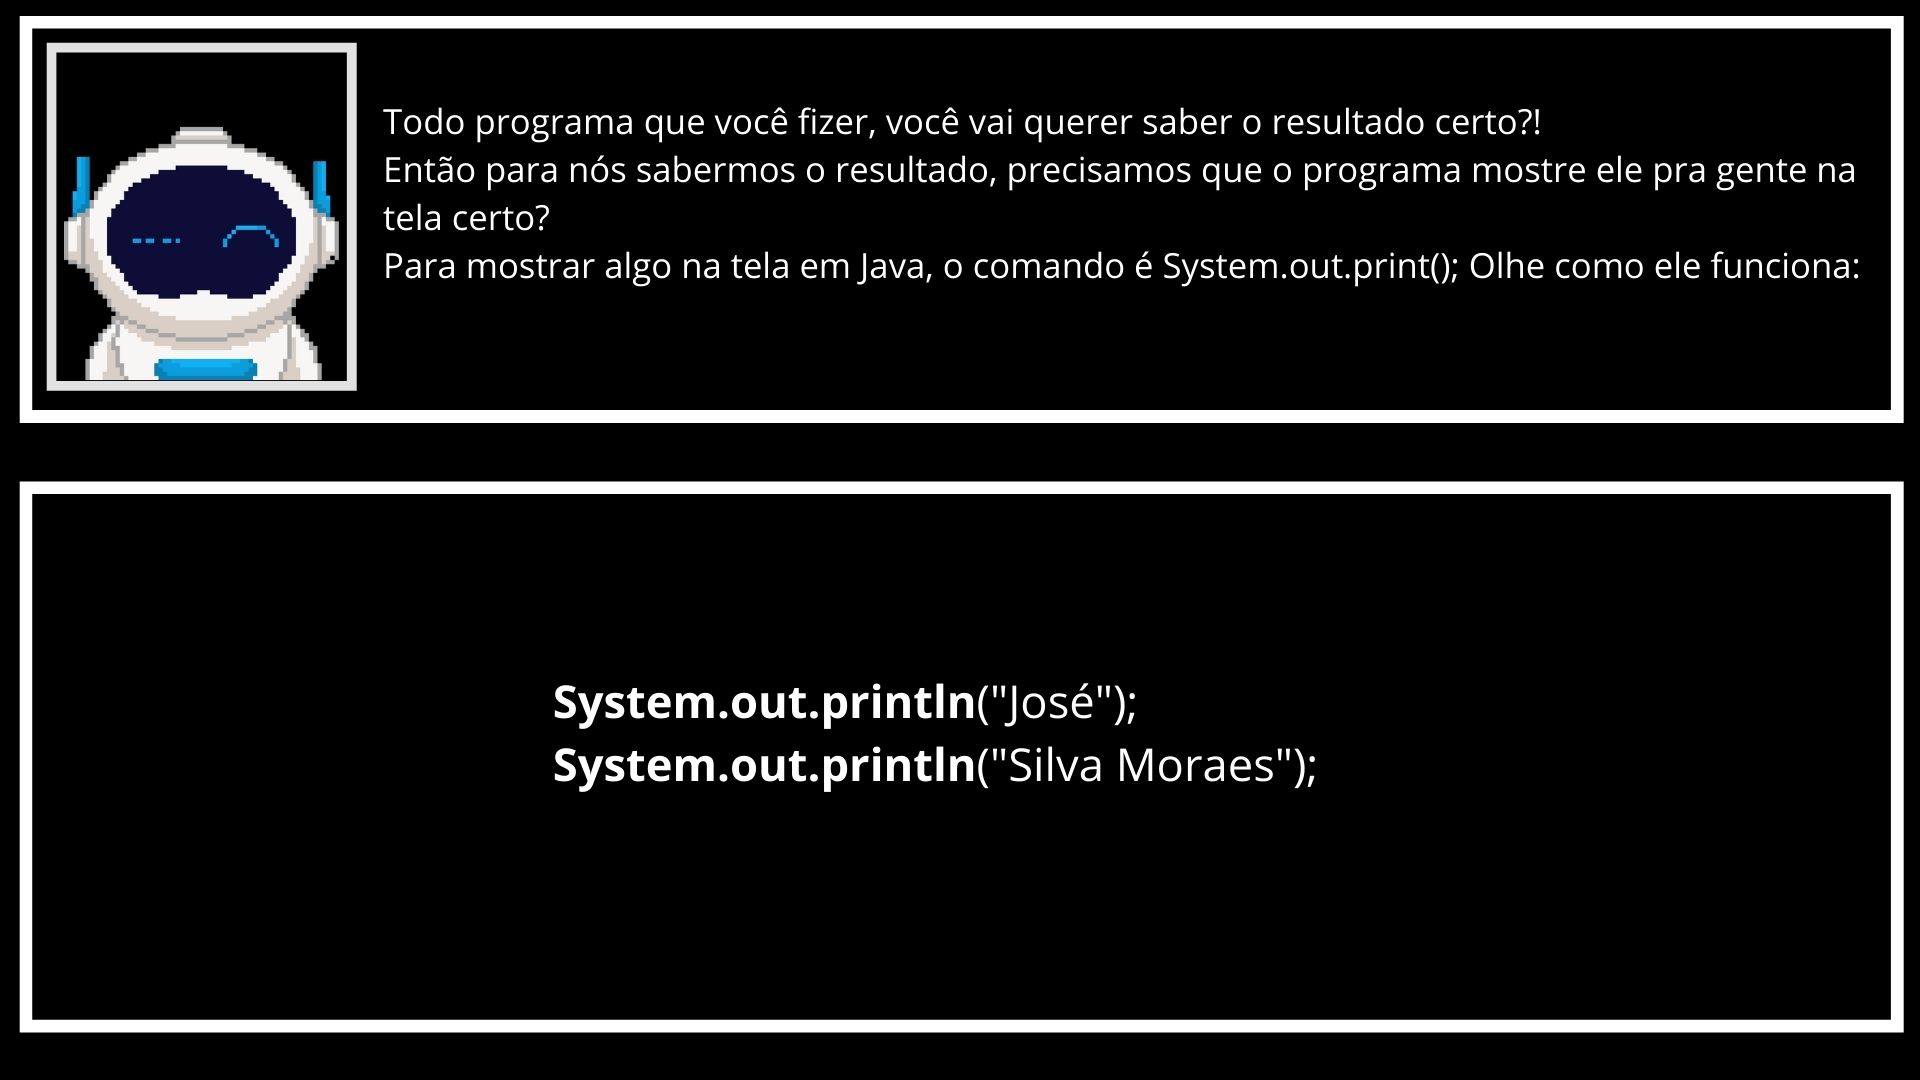 Todo programa que você fizer, você vai querer saber o resultado certo?!
Então para nós sabermos o resultado, precisamos que o programa mostre ele pra gente na
tela certo?
Para mostrar algo na tela em Java, o comando é System.out.print(); Olhe como ele funciona:
System.out.println("José");
System.out.println("Silva Moraes");